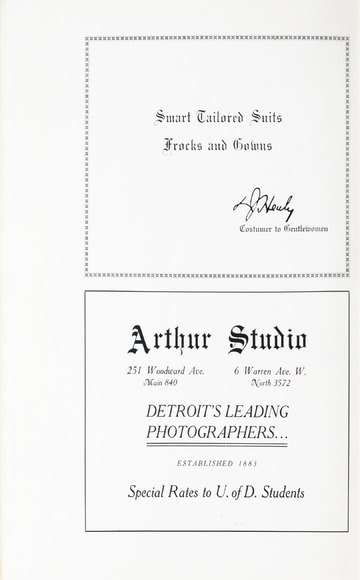 Smart Tailored Suits
Frocks and Gowns
Henly
Costumer to Gentlewomen
Arthur Studio
251 Woodward Ave. 6 Warren Ave. W.
Main 840 North 3572
DETROIT'S LEADING
PHOTOGRAPHERS...
ESTABLISHED 1883
Special Rates to U. of D. Students